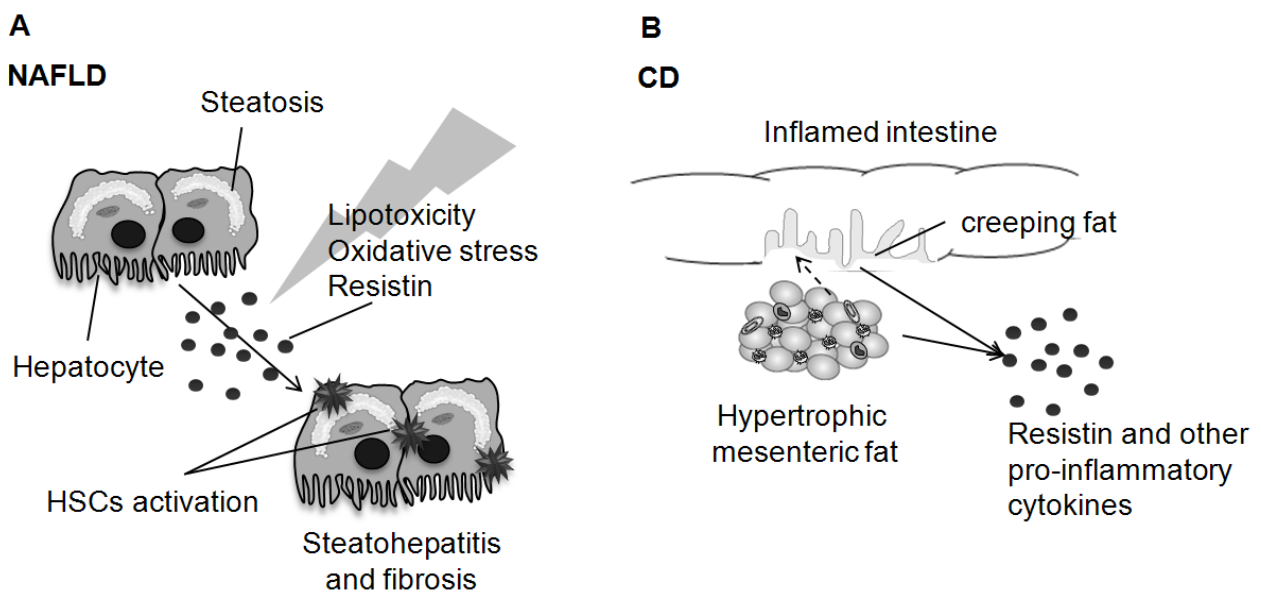 A
NAFLD
Steatosis
Lipotoxicity
Oxidative stress
Resistin
Hepatocyte
HSCs activation
Steatohepatitis
and fibrosis
B
CD
Inflamed intestine
creeping fat
Hypertrophic
mesenteric fat
Resistin and other
pro-inflammatory
cytokines